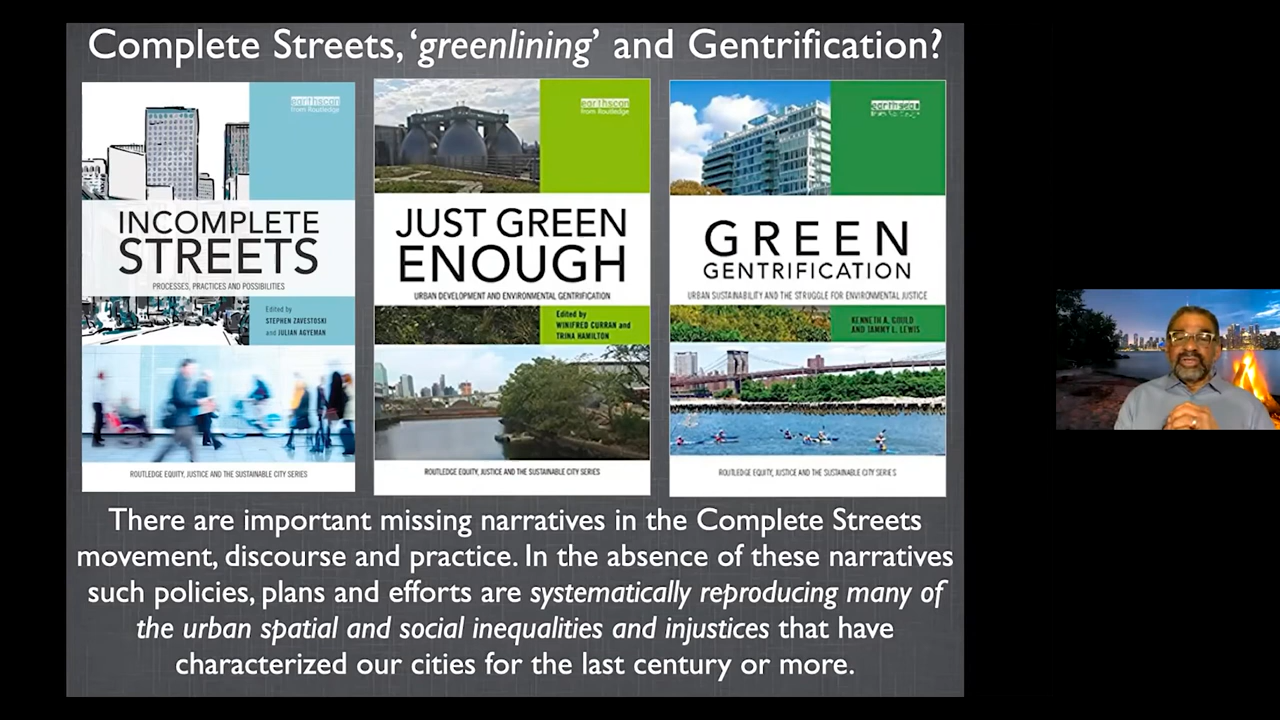 Complete Streets, ‘greenlining’ and Gentrification?
earthscan
from Routledge
INCOMPLETE
STREETS
PROCESSES, PRACTICES AND POSSIBILITIES
Edited by
STEPHEN ZAVESTOSKI
and JULIAN AGYEMAN
ROUTLEDGE EQUITY, JUSTICE AND THE SUSTAINABLE CITY SERIES
earthscan
from Routledge
JUST GREEN
ENOUGH
URBAN DEVELOPMENT AND ENVIRONMENTAL GENTRIFICATION
Edited by
WINIFRED CURRAN and
TRINA HAMILTON
ROUTLEDGE EQUITY, JUSTICE AND THE SUSTAINABLE CITY SERIES
earthscan
from Routledge
GREEN
GENTRIFICATION
URBAN SUSTAINABILITY AND THE STRUGGLE FOR ENVIRONMENTAL JUSTICE
KENNETH A. GOULD
AND TAMMY L. LEWIS
ROUTLEDGE EQUITY, JUSTICE AND THE SUSTAINABLE CITY SERIES
There are important missing narratives in the Complete Streets
movement, discourse and practice. In the absence of these narratives
such policies, plans and efforts are systematically reproducing many of
the urban spatial and social inequalities and injustices that have
characterized our cities for the last century or more.